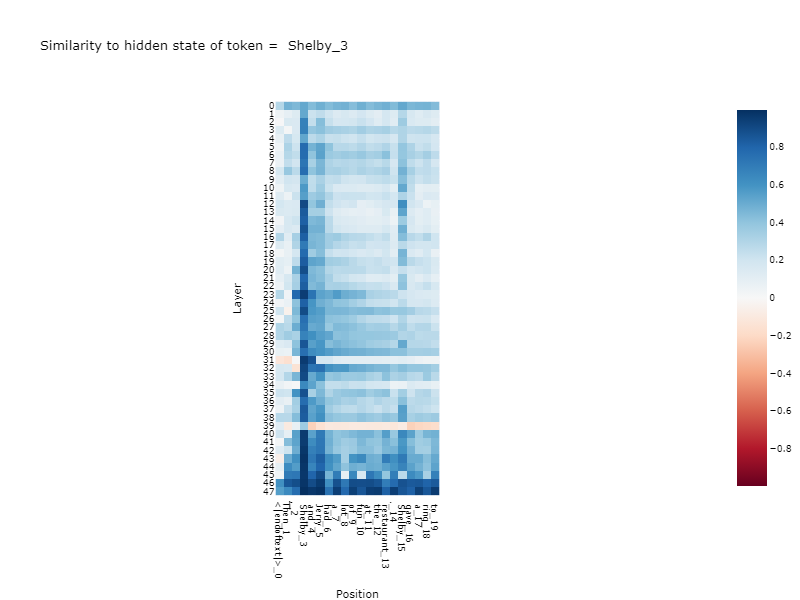 Similarity to hidden state of token =  Shelby_3
0
1
2
3
4
5
6
7
8
9
10
11
12
13
14
15
16
17
18
19
20
21
22
23
24
25
26
27
28
29
30
31
32
33
34
35
36
37
38
39
40
41
42
43
44
45
46
47
Layer
<|endoftext|>_0
Then_1
,_2
Shelby_3
and_4
Jerry_5
had_6
a_7
lot_8
of_9
fun_10
at_11
the_12
restaurant_13
._14
Shelby_15
gave_16
a_17
ring_18
to_19
Position
0.8
0.6
0.4
0.2
0
−0.2
−0.4
−0.6
−0.8